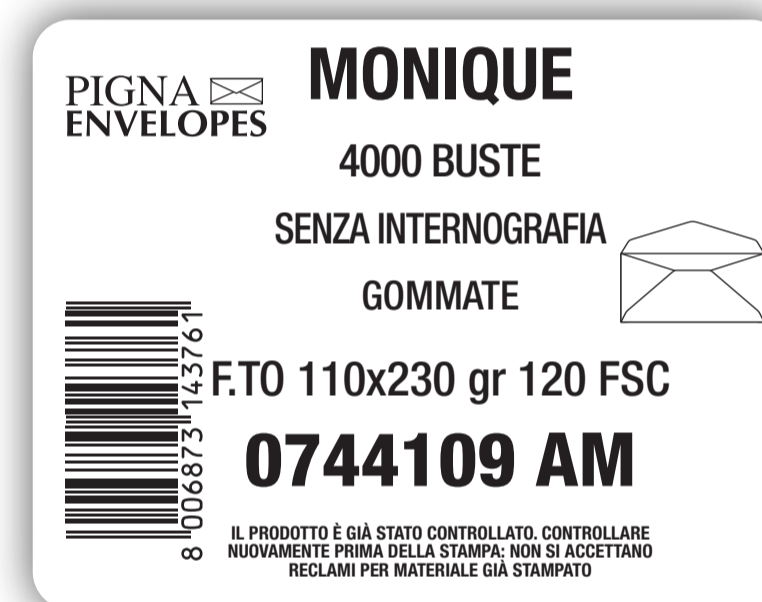 PIGNA
ENVELOPES
MONIQUE
4000 BUSTE
SENZA INTERNOGRAFIA
GOMMATE
F.TO 110x230 gr 120 FSC
0744109 AM
8 006873 143761
IL PRODOTTO È GIÀ STATO CONTROLLATO. CONTROLLARE
NUOVAMENTE PRIMA DELLA STAMPA: NON SI ACCETTANO
RECLAMI PER MATERIALE GIÀ STAMPATO